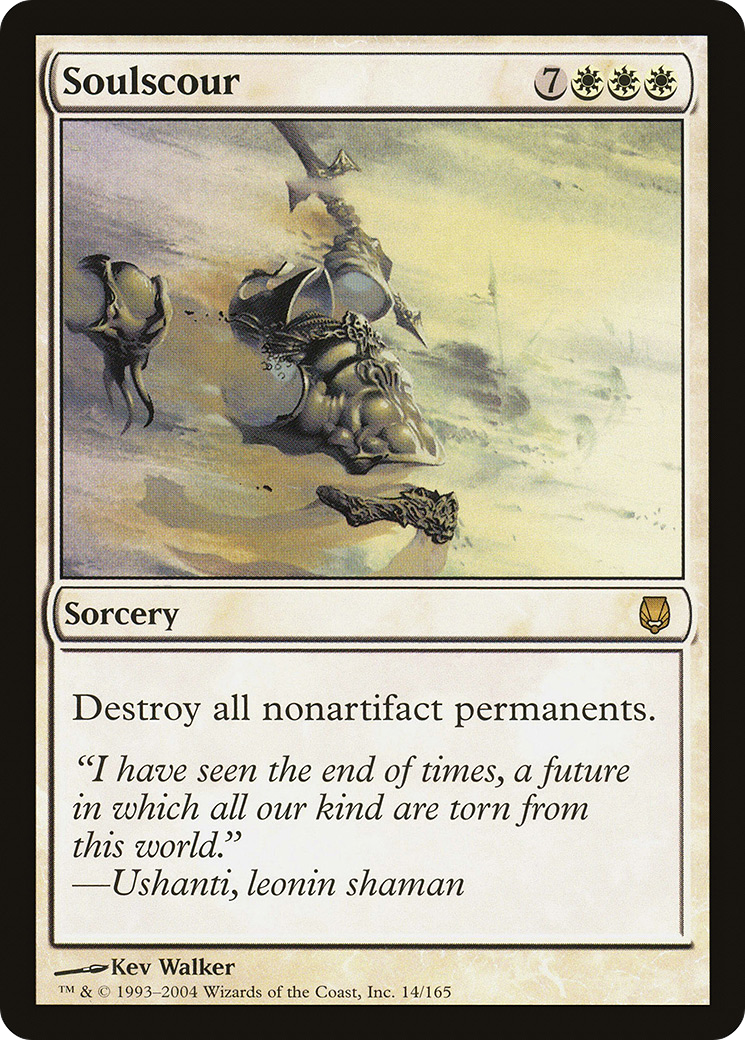 Soulscour
7
Sorcery
Destroy all nonartifact permanents.
“I have seen the end of times, a future
in which all our kind are torn from
this world.”
—Ushanti, leonin shaman
Kev Walker
™ & © 1993–2004 Wizards of the Coast, Inc. 14/165